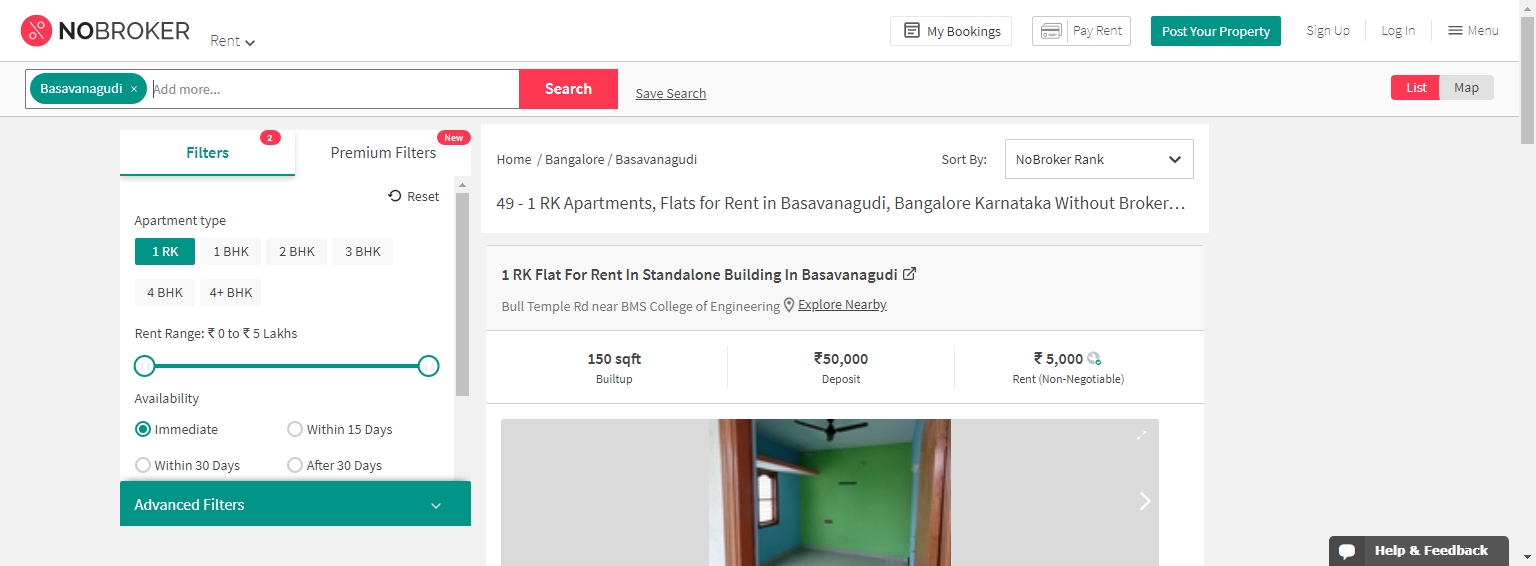 NOBROKER
Rent
My Bookings
Pay Rent
Post Your Property
Sign Up
Log In
Menu
Basavanagudi ×
Add more...
Search
Save Search
List
Map
Filters
2
Premium Filters
New
Reset
Apartment type
1 RK
1 BHK
2 BHK
3 BHK
4 BHK
4+ BHK
Rent Range: ₹ 0 to ₹ 5 Lakhs
Availability
Immediate
Within 15 Days
Within 30 Days
After 30 Days
Advanced Filters
Home / Bangalore / Basavanagudi
Sort By:
NoBroker Rank
49 - 1 RK Apartments, Flats for Rent in Basavanagudi, Bangalore Karnataka Without Broker…
1 RK Flat For Rent In Standalone Building In Basavanagudi
Bull Temple Rd near BMS College of Engineering
Explore Nearby
150 sqft
Builtup
₹50,000
Deposit
₹ 5,000
Rent (Non-Negotiable)
Help & Feedback